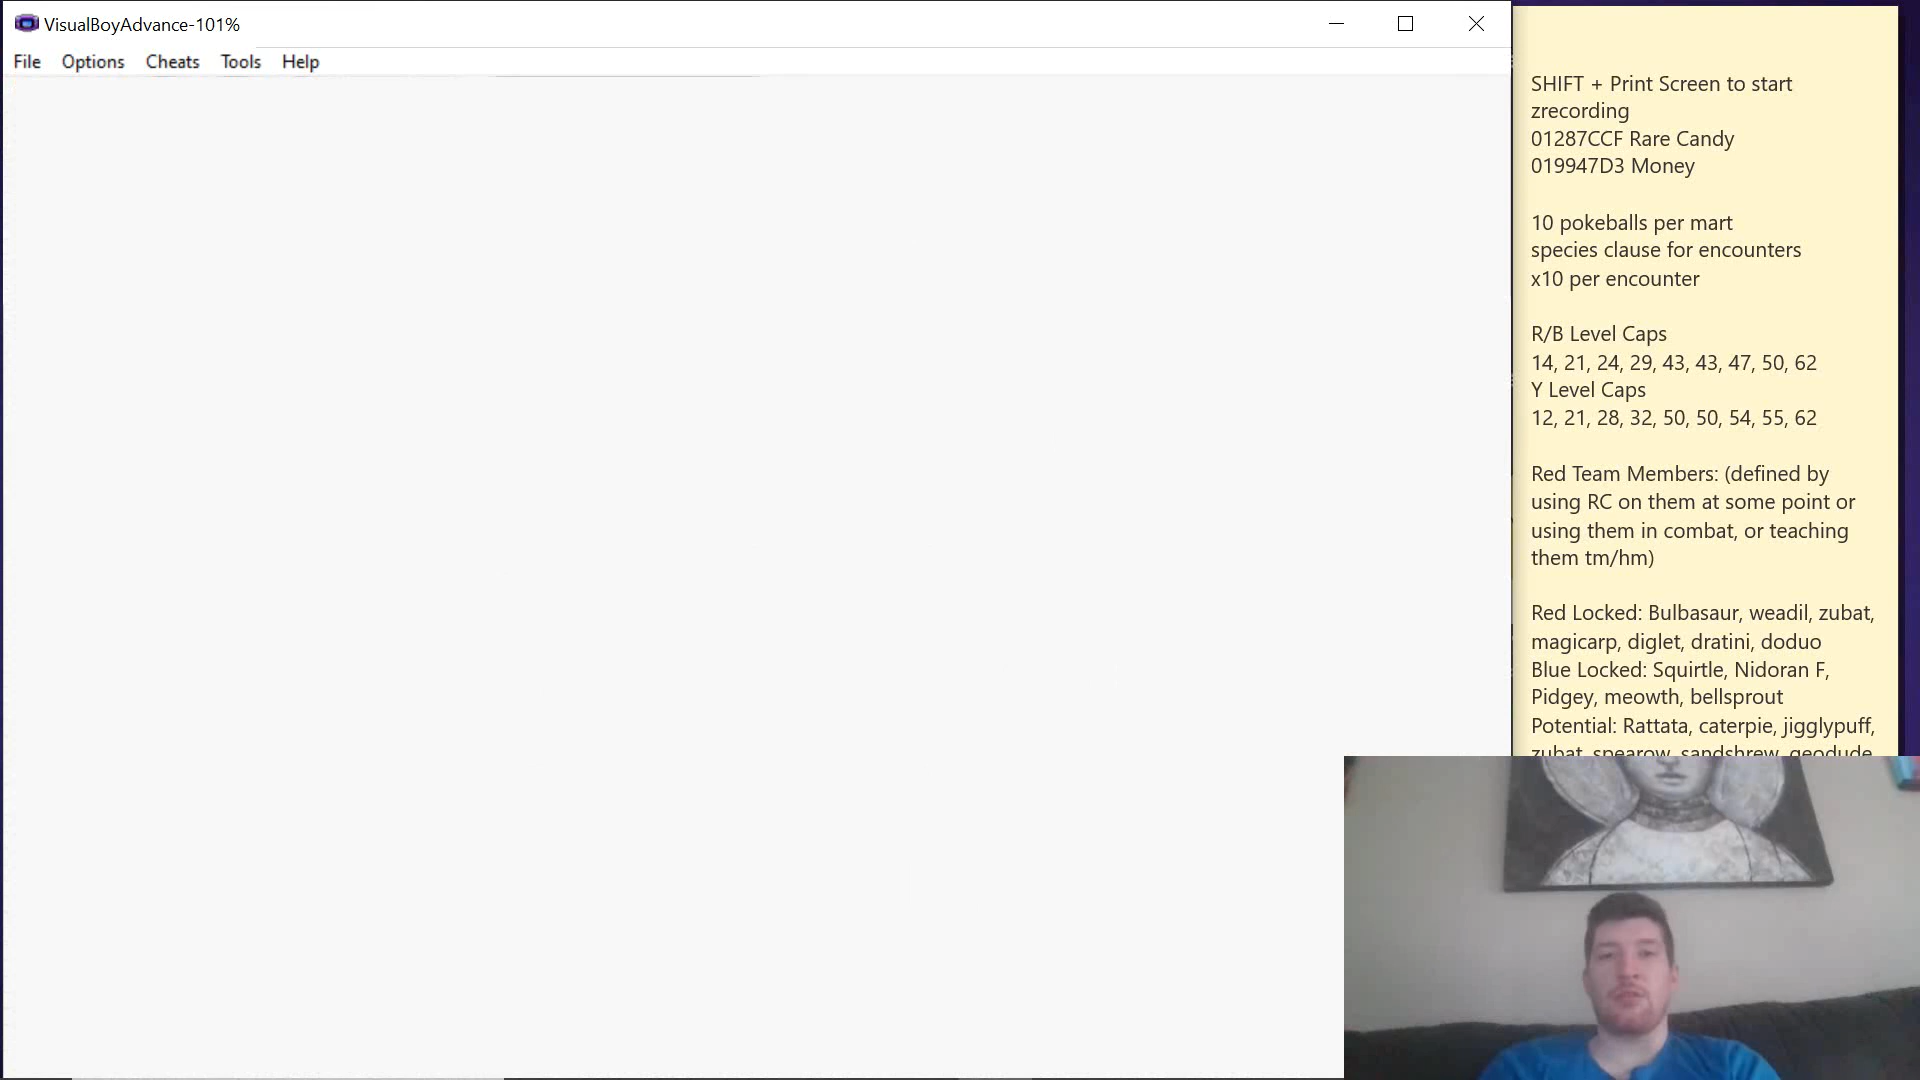 VisualBoyAdvance-101%
File Options Cheats Tools Help
SHIFT + Print Screen to start
zrecording
01287CCF Rare Candy
019947D3 Money
10 pokeballs per mart
species clause for encounters
x10 per encounter
R/B Level Caps
14, 21, 24, 29, 43, 43, 47, 50, 62
Y Level Caps
12, 21, 28, 32, 50, 50, 54, 55, 62
Red Team Members: (defined by
using RC on them at some point or
using them in combat, or teaching
them tm/hm)
Red Locked: Bulbasaur, weadil, zubat,
magicarp, diglet, dratini, doduo
Blue Locked: Squirtle, Nidoran F,
Pidgey, meowth, bellsprout
Potential: Rattata, caterpie, jigglypuff,
zubat, spearow, sandshrew, geodude